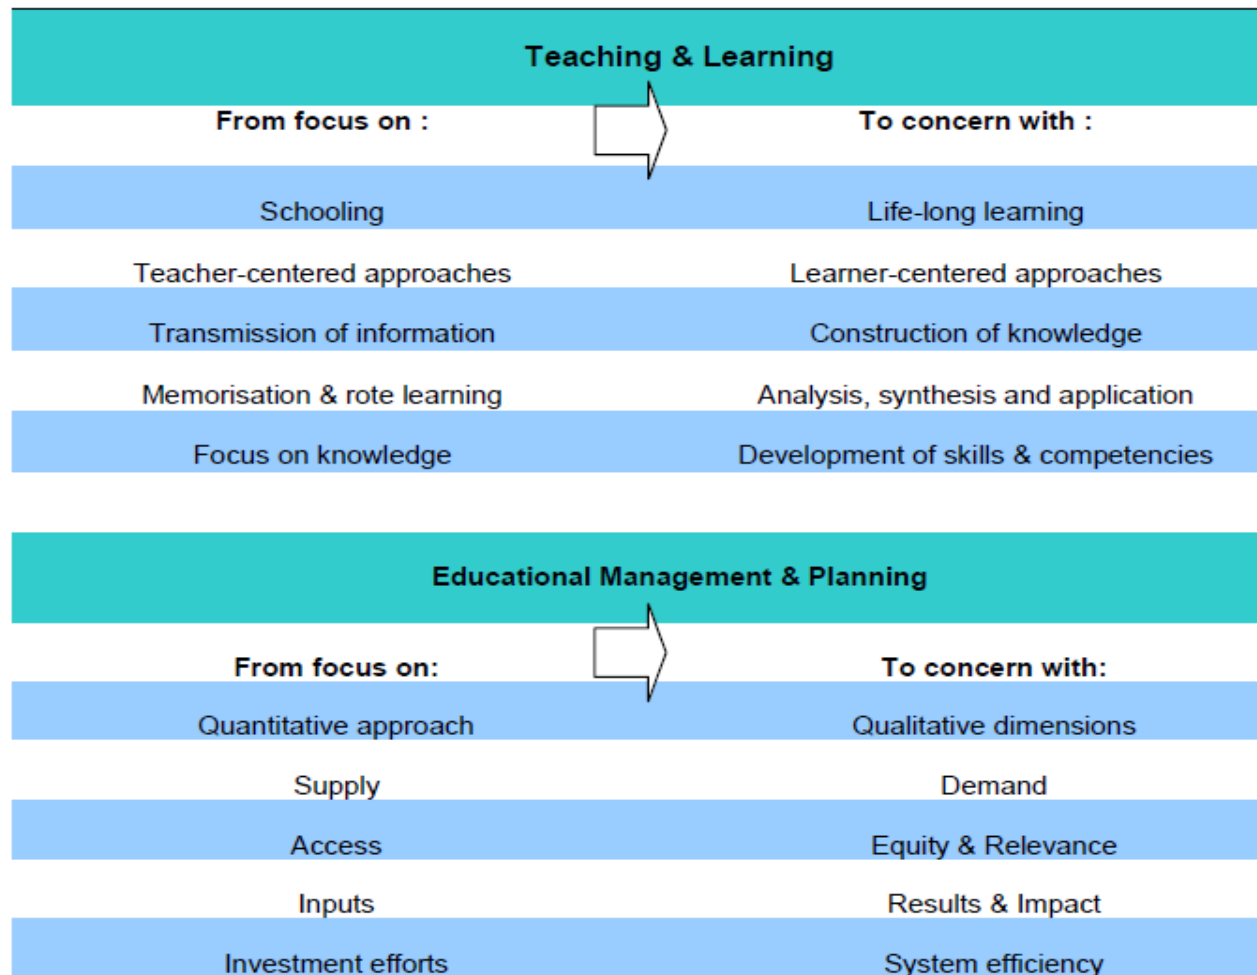 Teaching & Learning
From focus on : To concern with :
Schooling Life-long learning
Teacher-centered approaches Learner-centered approaches
Transmission of information Construction of knowledge
Memorisation & rote learning Analysis, synthesis and application
Focus on knowledge Development of skills & competencies
Educational Management & Planning
From focus on: To concern with:
Quantitative approach Qualitative dimensions
Supply Demand
Access Equity & Relevance
Inputs Results & Impact
Investment efforts System efficiency